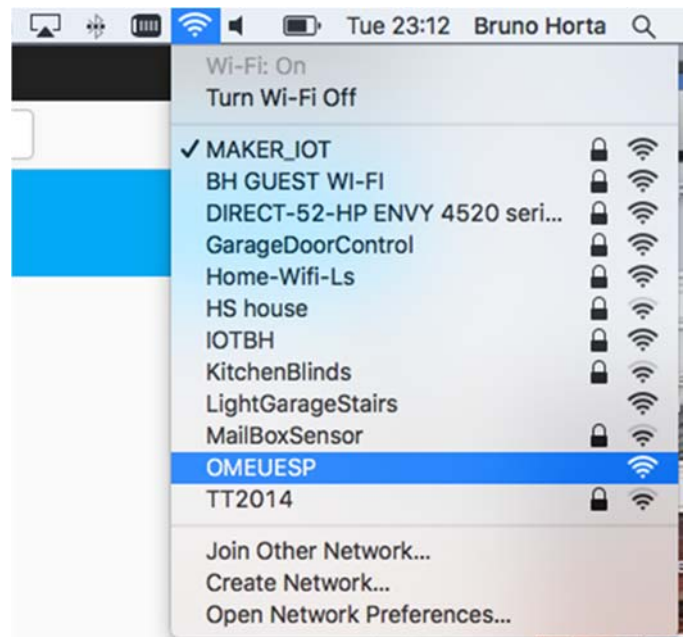 Tue 23:12 Bruno Horta
Wi-Fi: On
Turn Wi-Fi Off
MAKER_IOT
BH GUEST WI-FI
DIRECT-52-HP ENVY 4520 seri...
GarageDoorControl
Home-Wifi-Ls
HS house
IOTBH
KitchenBlinds
LightGarageStairs
MailBoxSensor
OMEUESP
TT2014
Join Other Network...
Create Network...
Open Network Preferences...